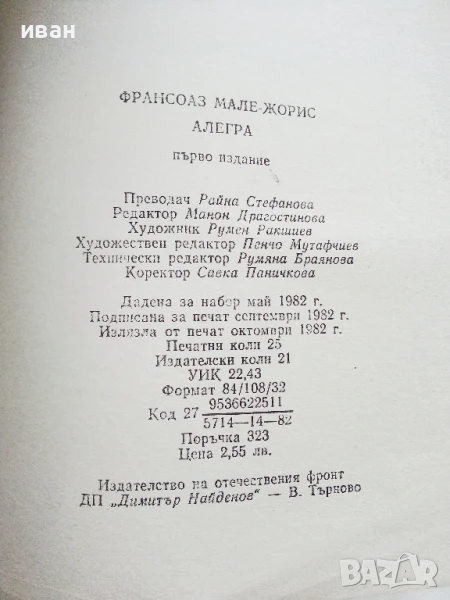 иван
ФРАНСОАЗ МАЛЕ-ЖОРИС
АЛЕГРА
първо издание
Преводач Райна Стефанова
Редактор Манон Драгостинова
Художник Румен Ракшиев
Художествен редактор Пенчо Мутафчиев
Технически редактор Румяна Браянова
Коректор Савка Паничкова
Дадена за набор май 1982 г.
Подписана за печат септември 1982 г.
Излязла от печат октомври 1982 г.
Печатни коли 25
Издателски коли 21
УИК 22,43
Формат 84/108/32
Код 27 9536622511
5714—14—82
Поръчка 323
Цена 2,55 лв.
Издателство на отечествения фронт
ДП „Димитър Найденов“ — В. Търново
BAZAR